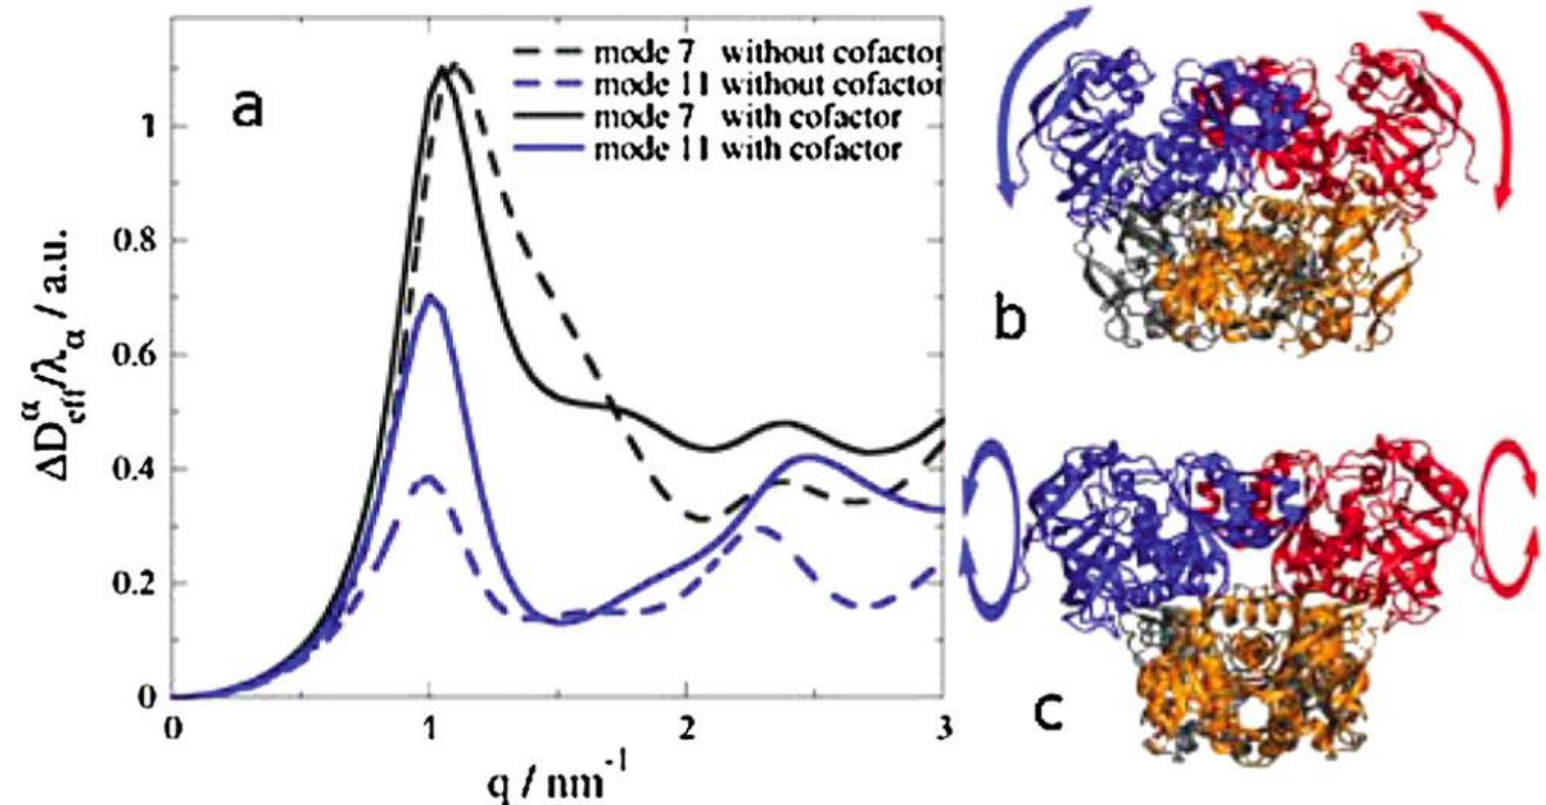 a
mode 7 without cofactor
mode 11 without cofactor
mode 7 with cofactor
mode 11 with cofactor
ΔD^α_eff/λ_α / a.u.
1
0.8
0.6
0.4
0.2
0
0 1 2 3
q / nm^-1
b
c